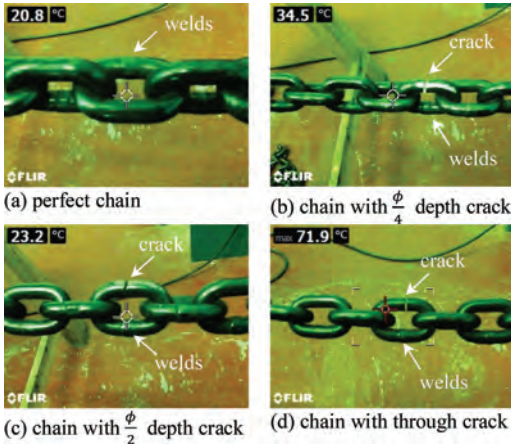 20.8 °C
welds
FLIR
(a) perfect chain
34.5 °C
crack
welds
FLIR
(b) chain with ϕ/4 depth crack
23.2 °C
crack
welds
FLIR
(c) chain with ϕ/2 depth crack
max 71.9 °C
crack
welds
FLIR
(d) chain with through crack